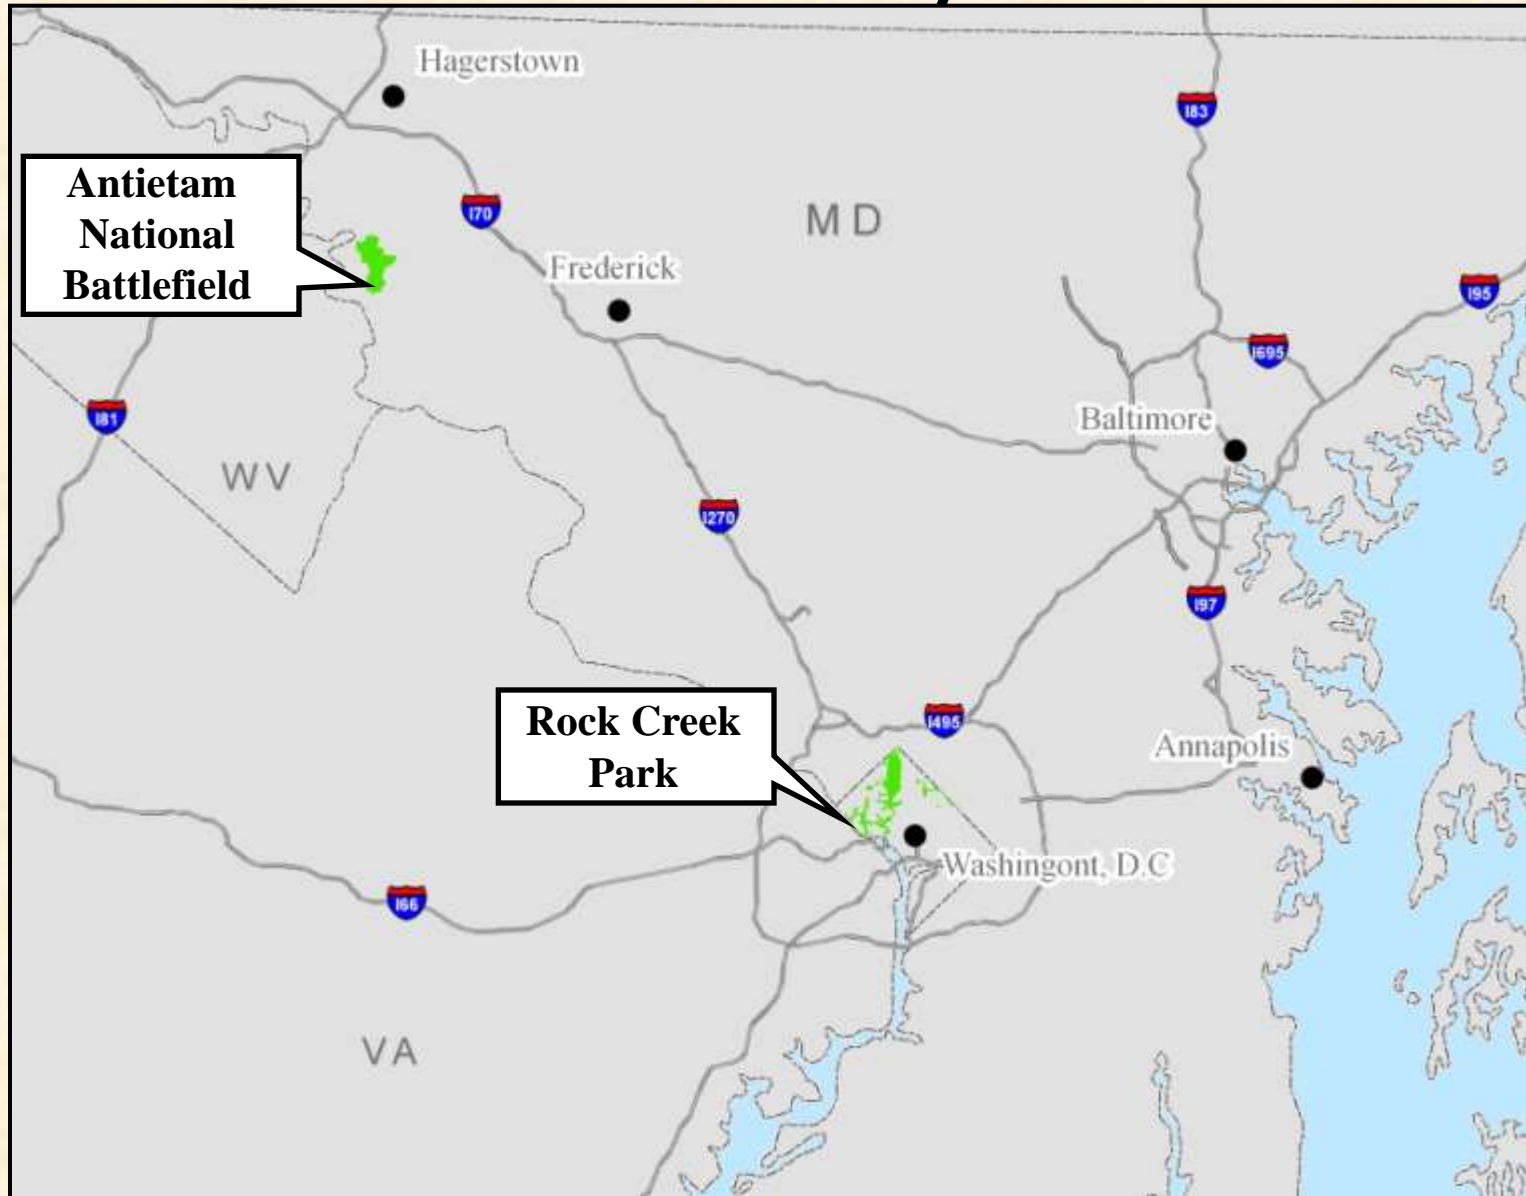 Hagerstown
I83
Antietam
National
Battlefield
I70
MD
Frederick
I95
I695
I81
Baltimore
WV
I270
I97
Rock Creek
Park
I495
Annapolis
Washingont, D.C
I66
VA